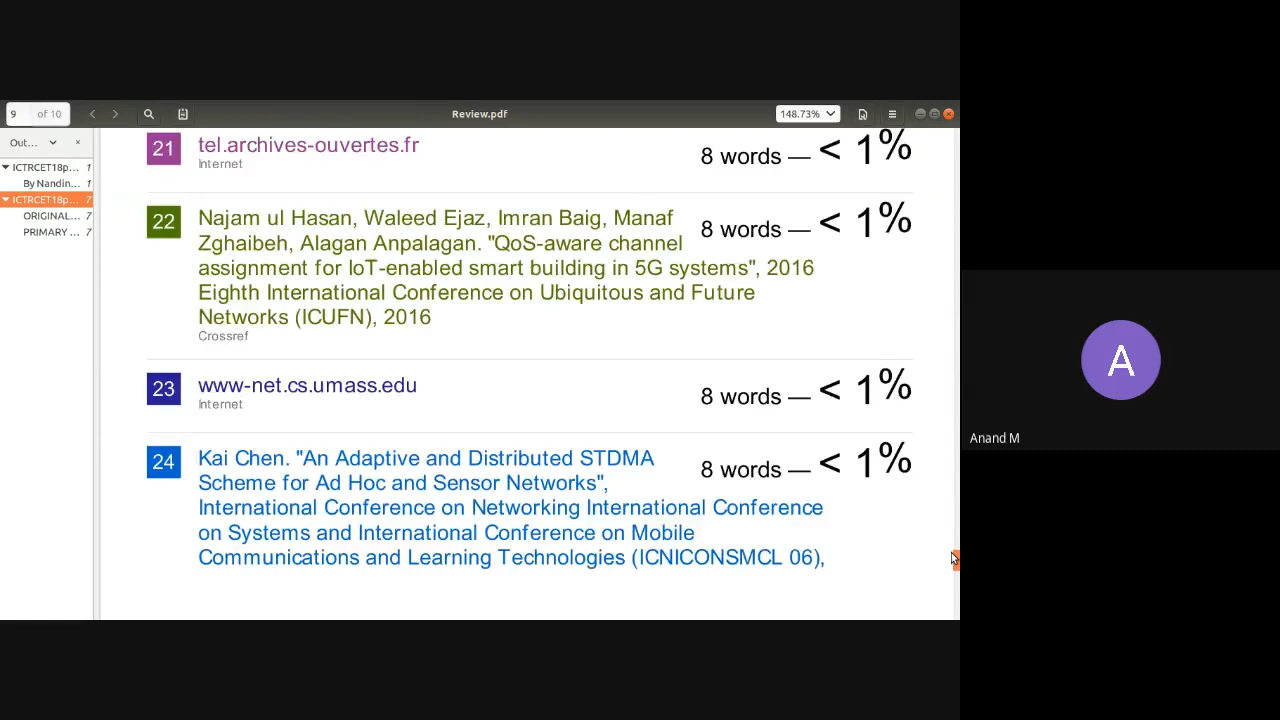 9 of 10
Review.pdf
148.73%
Out...
ICTRCET18p... 1
By Nandin... 1
ICTRCET18p... 7
ORIGINAL... 7
PRIMARY ... 7
21 tel.archives-ouvertes.fr
Internet
8 words — < 1%
22 Najam ul Hasan, Waleed Ejaz, Imran Baig, Manaf
Zghaibeh, Alagan Anpalagan. "QoS-aware channel
assignment for IoT-enabled smart building in 5G systems", 2016
Eighth International Conference on Ubiquitous and Future
Networks (ICUFN), 2016
Crossref
8 words — < 1%
23 www-net.cs.umass.edu
Internet
8 words — < 1%
24 Kai Chen. "An Adaptive and Distributed STDMA
Scheme for Ad Hoc and Sensor Networks",
International Conference on Networking International Conference
on Systems and International Conference on Mobile
Communications and Learning Technologies (ICNICONSMCL 06),
8 words — < 1%
A
Anand M